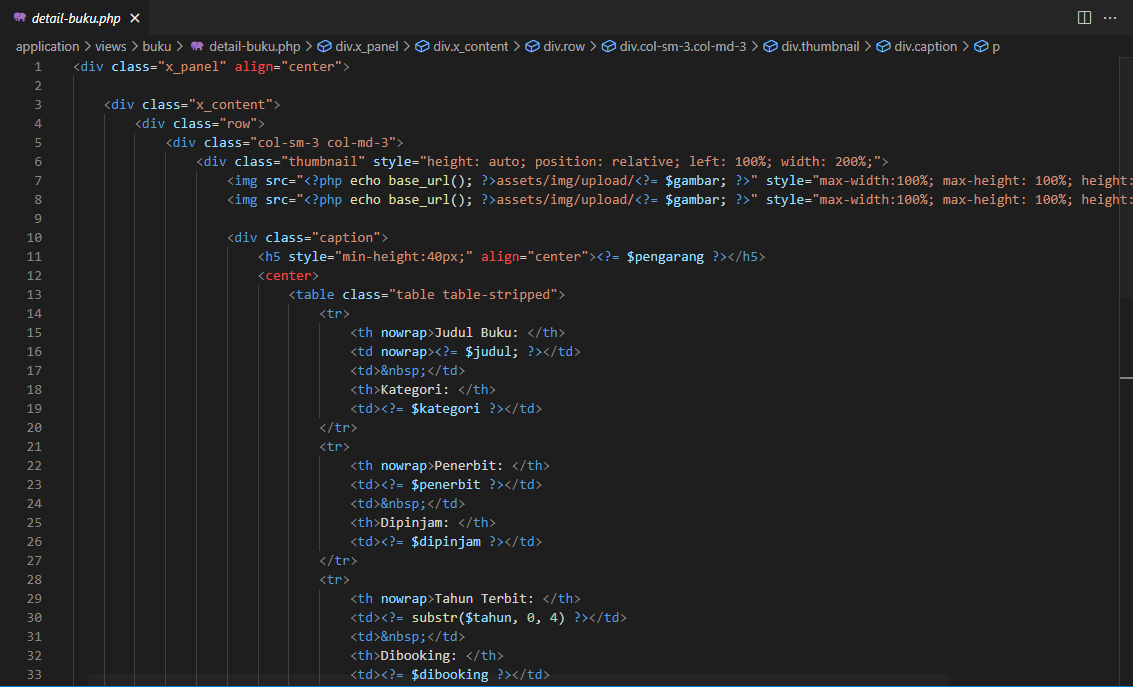 detail-buku.php
application > views > buku > detail-buku.php > div.x_panel > div.x_content > div.row > div.col-sm-3.col-md-3 > div.thumbnail > div.caption > p
1 <div class="x_panel" align="center">
2
3 <div class="x_content">
4 <div class="row">
5 <div class="col-sm-3 col-md-3">
6 <div class="thumbnail" style="height: auto; position: relative; left: 100%; width: 200%;">
7 <img src="<?php echo base_url(); ?>assets/img/upload/<?= $gambar; ?>" style="max-width:100%; max-height: 100%; height:
8 <img src="<?php echo base_url(); ?>assets/img/upload/<?= $gambar; ?>" style="max-width:100%; max-height: 100%; height:
9
10 <div class="caption">
11 <h5 style="min-height:40px;" align="center"><?= $pengarang ?></h5>
12 <center>
13 <table class="table table-stripped">
14 <tr>
15 <th nowrap>Judul Buku: </th>
16 <td nowrap><?= $judul; ?></td>
17 <td>&nbsp;</td>
18 <th>Kategori: </th>
19 <td><?= $kategori ?></td>
20 </tr>
21 <tr>
22 <th nowrap>Penerbit: </th>
23 <td><?= $penerbit ?></td>
24 <td>&nbsp;</td>
25 <th>Dipinjam: </th>
26 <td><?= $dipinjam ?></td>
27 </tr>
28 <tr>
29 <th nowrap>Tahun Terbit: </th>
30 <td><?= substr($tahun, 0, 4) ?></td>
31 <td>&nbsp;</td>
32 <th>Dibooking: </th>
33 <td><?= $dibooking ?></td>